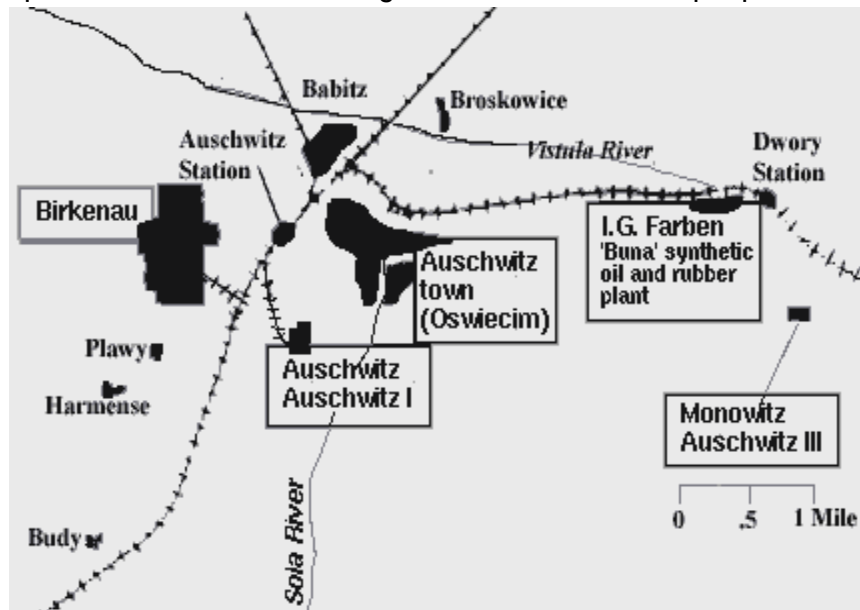 Babitz
Broskowice
Auschwitz
Station
Vistula River
Dwory
Station
Birkenau
I.G. Farben
'Buna' synthetic
oil and rubber
plant
Auschwitz
town
(Oswiecim)
Plawy
Harmense
Auschwitz
Auschwitz I
Monowitz
Auschwitz III
0 .5 1 Mile
Budy
Sola River